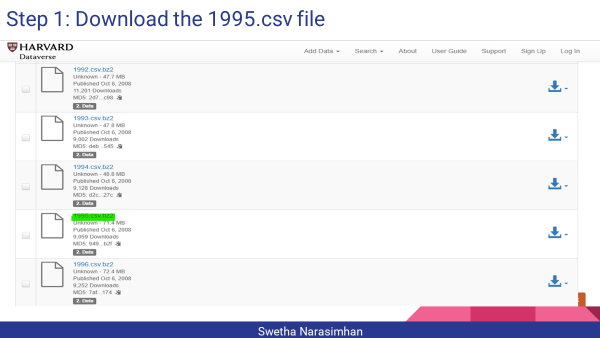 Step 1: Download the 1995.csv file
HARVARD
Dataverse
Add Data
Search
About
User Guide
Support
Sign Up
Log In
1992.csv.bz2
Unknown - 47.7 MB
Published Oct 6, 2008
11,201 Downloads
MD5: 2d7...c98
2. Data
1993.csv.bz2
Unknown - 47.8 MB
Published Oct 6, 2008
9,002 Downloads
MD5: deb...545
2. Data
1994.csv.bz2
Unknown - 48.8 MB
Published Oct 6, 2008
9,128 Downloads
MD5: d2c...27c
2. Data
1995.csv.bz2
Unknown - 71.4 MB
Published Oct 6, 2008
9,059 Downloads
MD5: 949...b2f
2. Data
1996.csv.bz2
Unknown - 72.4 MB
Published Oct 6, 2008
8,252 Downloads
MD5: 7af...174
2. Data
Swetha Narasimhan